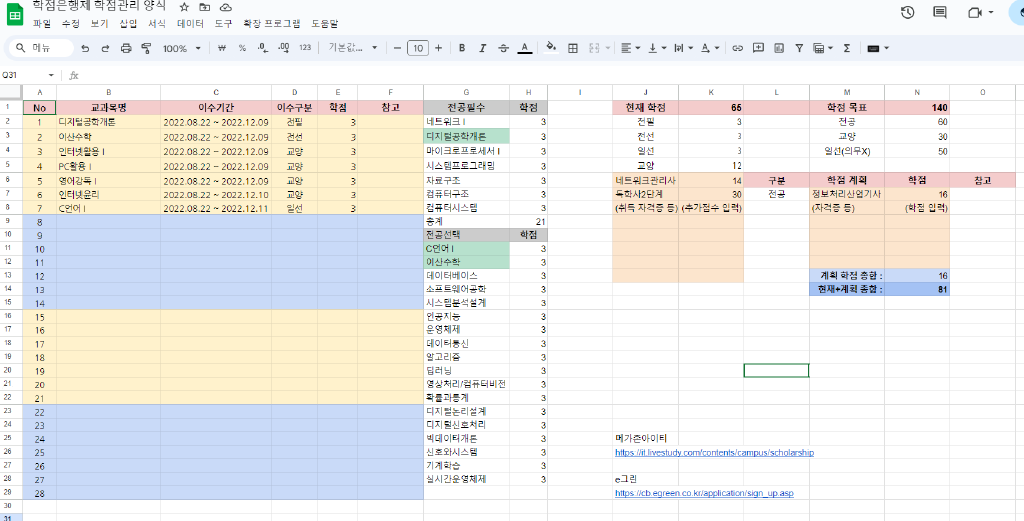 학점은행제 학점관리 양식
파일 수정 보기 삽입 서식 데이터 도구 확장 프로그램 도움말
메뉴 100% ₩ % .0 .00 123 기본값... 10 B I A
Q31 fx
A B C D E F G H I J K L M N O
1 No 교과목명 이수기간 이수구분 학점 참고 전공필수 학점 현재 학점 65 학점 목표 140
2 1 디지털공학개론 2022.08.22 ~ 2022.12.09 전필 3 네트워크 I 3 전필 3 전공 60
3 2 이산수학 2022.08.22 ~ 2022.12.09 전선 3 디지털공학개론 3 전선 3 교양 30
4 3 인터넷활용 I 2022.08.22 ~ 2022.12.09 교양 3 마이크로프로세서 I 3 일선 3 일선(의무X) 50
5 4 PC활용 I 2022.08.22 ~ 2022.12.09 교양 3 시스템프로그래밍 3 교양 12
6 5 영어강독 I 2022.08.22 ~ 2022.12.09 교양 3 자료구조 3 네트워크관리사 14 구분 학점 계획 학점 참고
7 6 인터넷윤리 2022.08.22 ~ 2022.12.10 교양 3 컴퓨터구조 3 독학사2단계 30 전공 정보처리산업기사 16
8 7 C언어 I 2022.08.22 ~ 2022.12.11 일선 3 컴퓨터시스템 3 (취득 자격증 등) (추가점수 입력) (자격증 등) (학점 입력)
9 8 총계 21
10 9 전공선택 학점
11 10 C언어 I 3
12 11 이산수학 3
13 12 데이터베이스 3 계획 학점 총합 : 16
14 13 소프트웨어공학 3 현재+계획 총합 : 81
15 14 시스템분석설계 3
16 15 인공지능 3
17 16 운영체제 3
18 17 데이터통신 3
19 18 알고리즘 3
20 19 딥러닝 3
21 20 영상처리/컴퓨터비전 3
22 21 확률과통계 3
23 22 디지털논리설계 3
24 23 디지털신호처리 3
25 24 빅데이터개론 3 메가존아이티
26 25 신호와시스템 3 https://it.livestudy.com/contents/campus/scholarship
27 26 기계학습 3
28 27 실시간운영체제 3 e그린
29 28 https://cb.egreen.co.kr/application/sign_up.asp
30
31